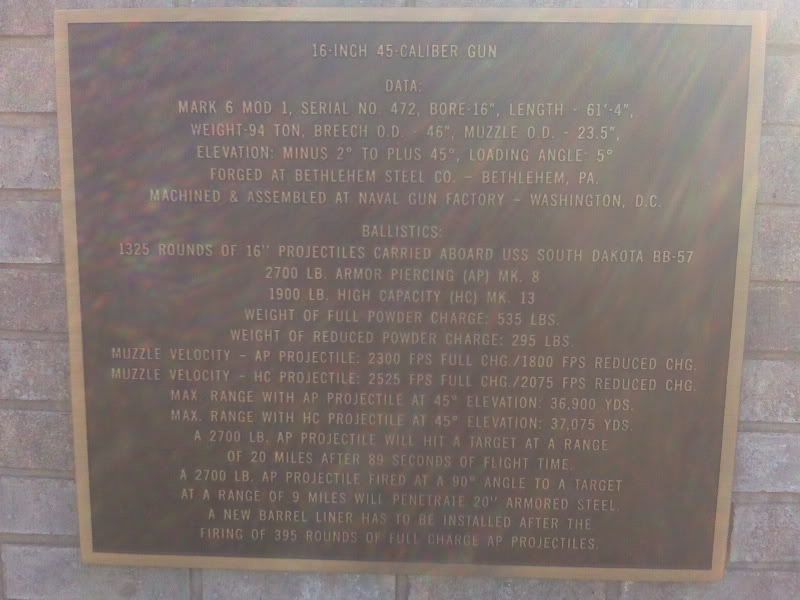 16-INCH 45-CALIBER GUN
DATA:
MARK 6 MOD 1, SERIAL NO. 472, BORE-16", LENGTH - 61'-4",
WEIGHT-94 TON, BREECH O.D. - 46", MUZZLE O.D. - 23.5",
ELEVATION: MINUS 2° TO PLUS 45°, LOADING ANGLE: 5°
FORGED AT BETHLEHEM STEEL CO. - BETHLEHEM, PA.
MACHINED & ASSEMBLED AT NAVAL GUN FACTORY - WASHINGTON, D.C.
BALLISTICS:
1325 ROUNDS OF 16" PROJECTILES CARRIED ABOARD USS SOUTH DAKOTA BB-57
2700 LB. ARMOR PIERCING (AP) MK. 8
1900 LB. HIGH CAPACITY (HC) MK. 13
WEIGHT OF FULL POWDER CHARGE: 535 LBS.
WEIGHT OF REDUCED POWDER CHARGE: 295 LBS.
MUZZLE VELOCITY - AP PROJECTILE: 2300 FPS FULL CHG./1800 FPS REDUCED CHG.
MUZZLE VELOCITY - HC PROJECTILE: 2525 FPS FULL CHG./2075 FPS REDUCED CHG.
MAX. RANGE WITH AP PROJECTILE AT 45° ELEVATION: 36,900 YDS.
MAX. RANGE WITH HC PROJECTILE AT 45° ELEVATION: 37,075 YDS.
A 2700 LB. AP PROJECTILE WILL HIT A TARGET AT A RANGE
OF 20 MILES AFTER 89 SECONDS OF FLIGHT TIME.
A 2700 LB. AP PROJECTILE FIRED AT A 90° ANGLE TO A TARGET
AT A RANGE OF 9 MILES WILL PENETRATE 20" ARMORED STEEL.
A NEW BARREL LINER HAS TO BE INSTALLED AFTER THE
FIRING OF 395 ROUNDS OF FULL CHARGE AP PROJECTILES.